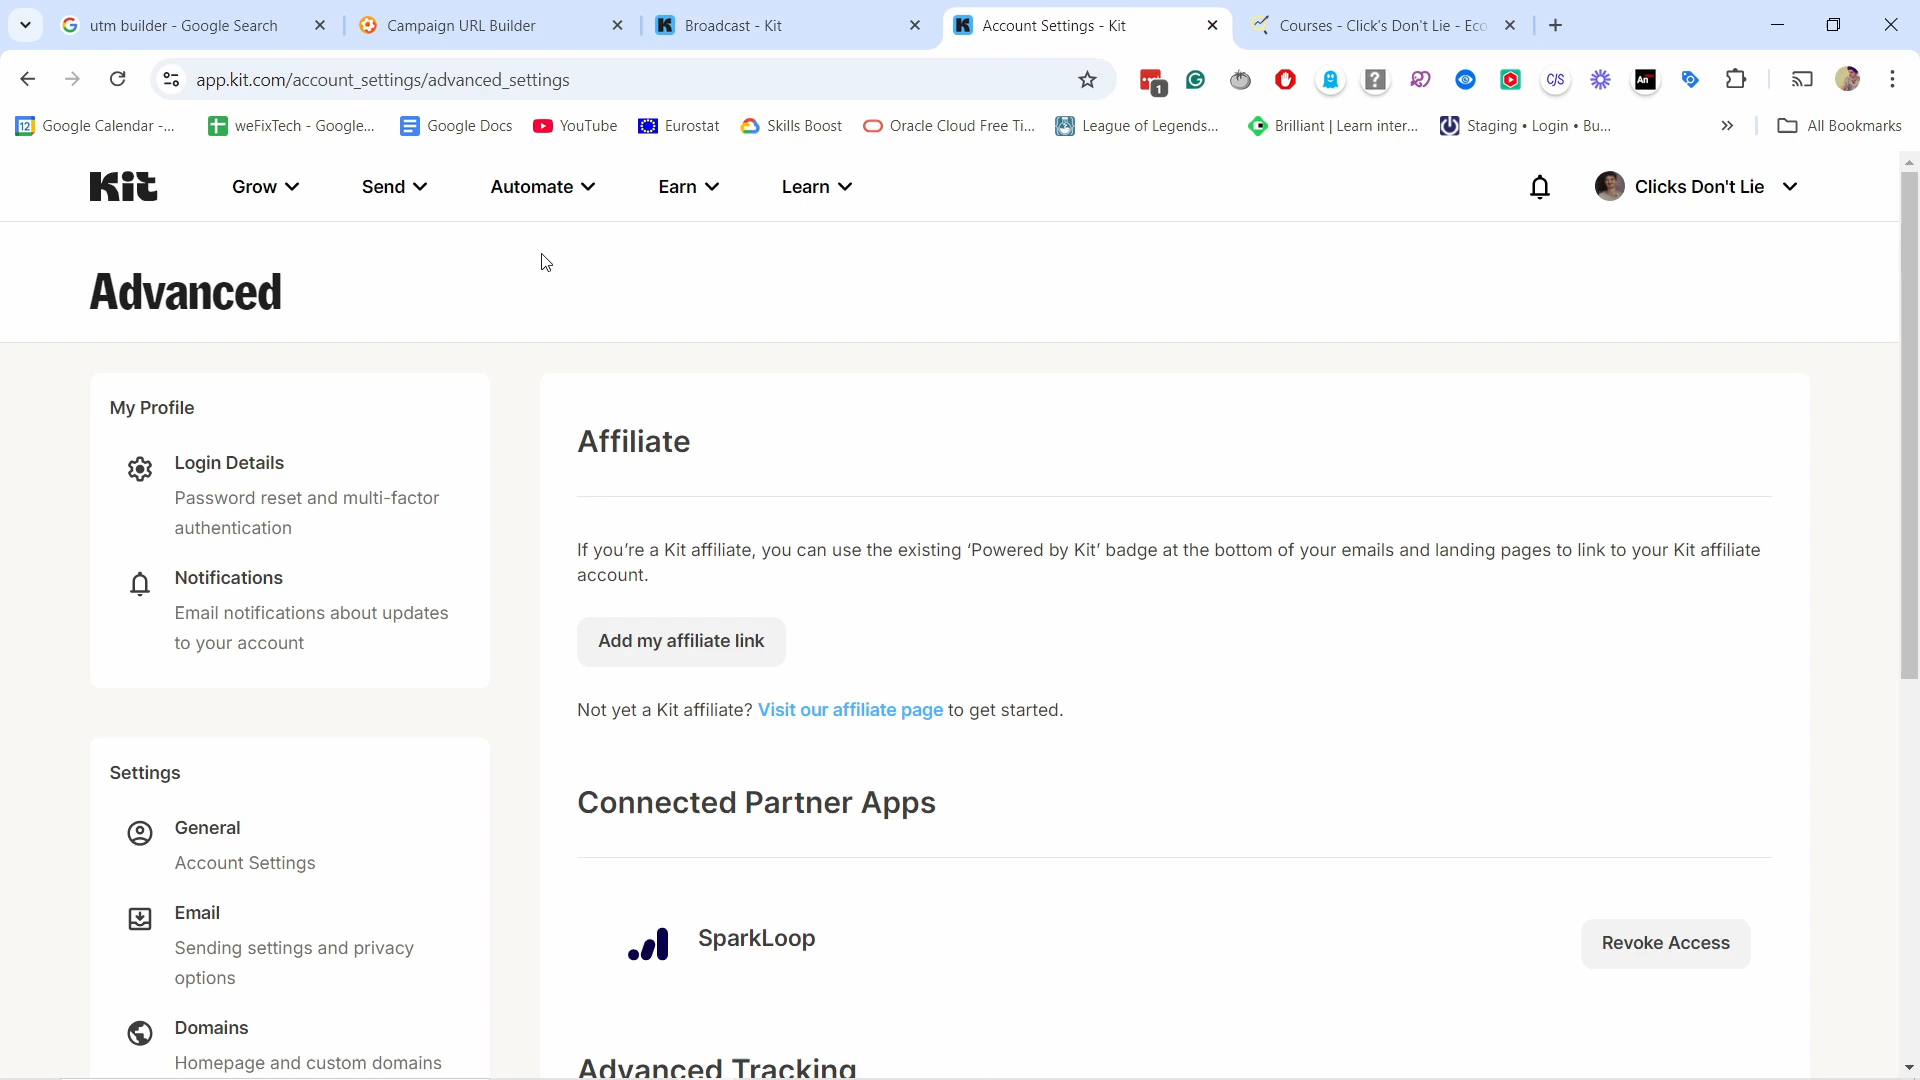 utm builder - Google Search
Campaign URL Builder
Broadcast - Kit
Account Settings - Kit
Courses - Click's Don't Lie - Eco
app.kit.com/account_settings/advanced_settings
1
C/S
An
12 Google Calendar -...
weFixTech - Google...
Google Docs
YouTube
Eurostat
Skills Boost
Oracle Cloud Free Ti...
League of Legends...
Brilliant | Learn inter...
Staging • Login • Bu...
All Bookmarks
Kit
Grow
Send
Automate
Earn
Learn
Clicks Don't Lie
Advanced
My Profile
Login Details
Password reset and multi-factor
authentication
Notifications
Email notifications about updates
to your account
Settings
General
Account Settings
Email
Sending settings and privacy
options
Domains
Homepage and custom domains
Affiliate
If you're a Kit affiliate, you can use the existing ‘Powered by Kit’ badge at the bottom of your emails and landing pages to link to your Kit affiliate
account.
Add my affiliate link
Not yet a Kit affiliate? Visit our affiliate page to get started.
Connected Partner Apps
SparkLoop
Revoke Access
Advanced Tracking